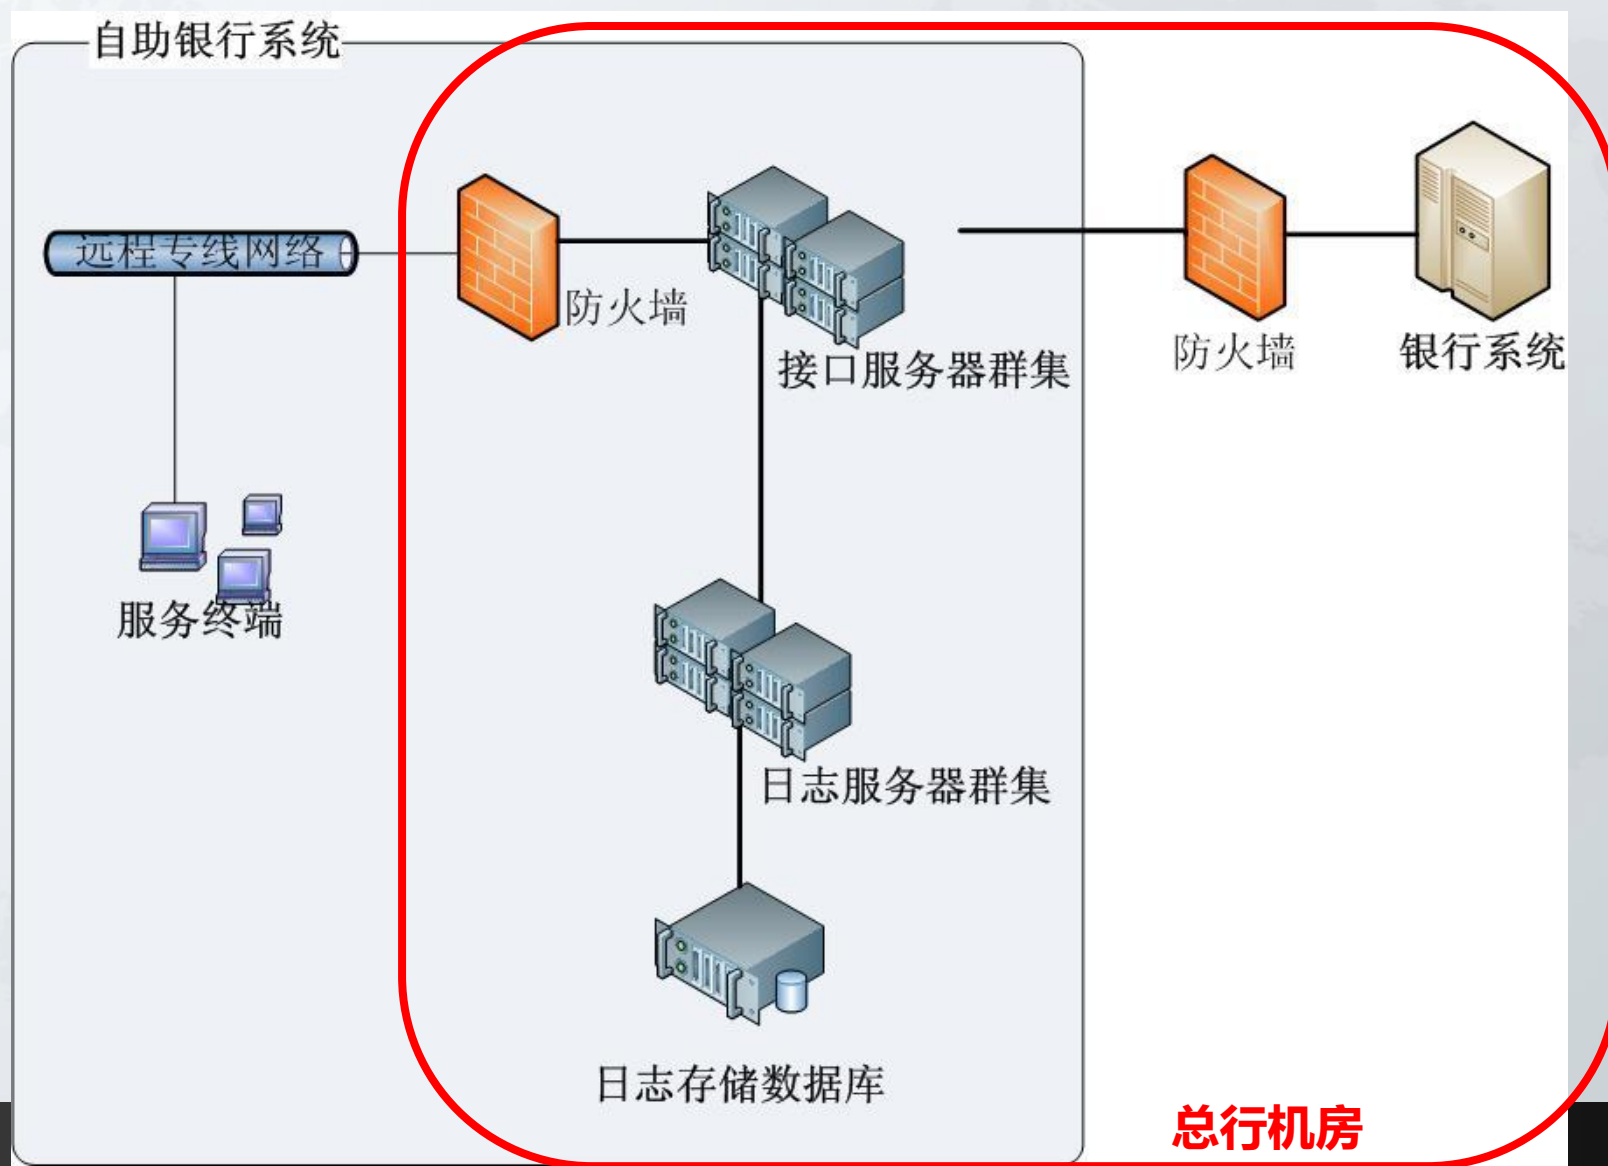 自助银行系统
远程专线网络
防火墙
接口服务器群集
防火墙
银行系统
服务终端
日志服务器群集
日志存储数据库
总行机房